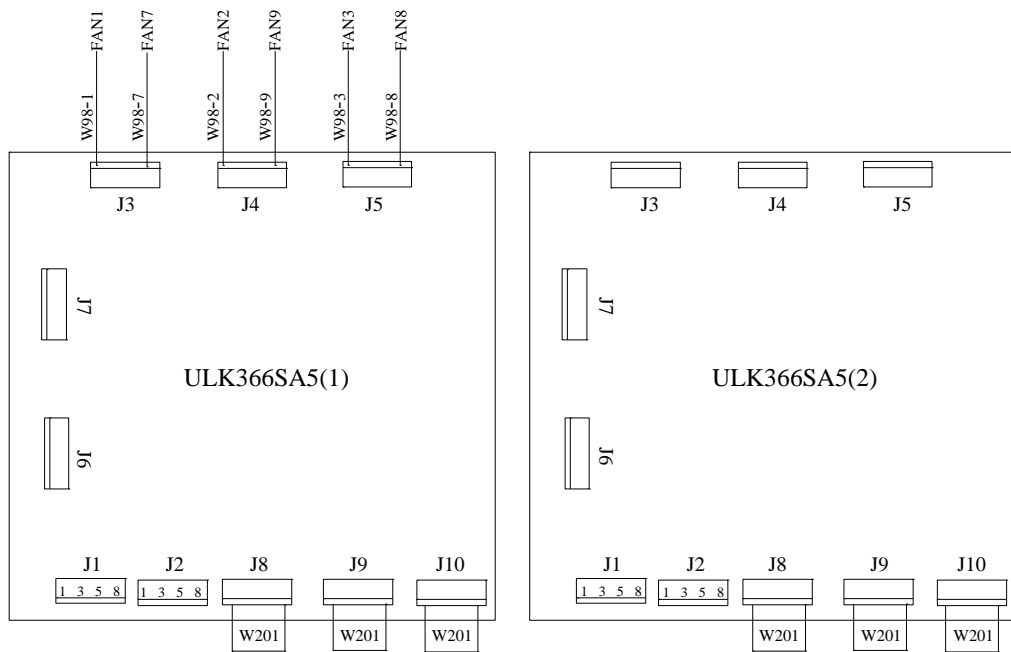 FAN1 FAN7 FAN2 FAN9 FAN3 FAN8
W98-1 W98-7 W98-2 W98-9 W98-3 W98-8
J3 J4 J5 J3 J4 J5
J7 J7
ULK366SA5(1) ULK366SA5(2)
J6 J6
J1 J2 J8 J9 J10 J1 J2 J8 J9 J10
1 3 5 8 1 3 5 8 1 3 5 8 1 3 5 8
W201 W201 W201 W201 W201 W201